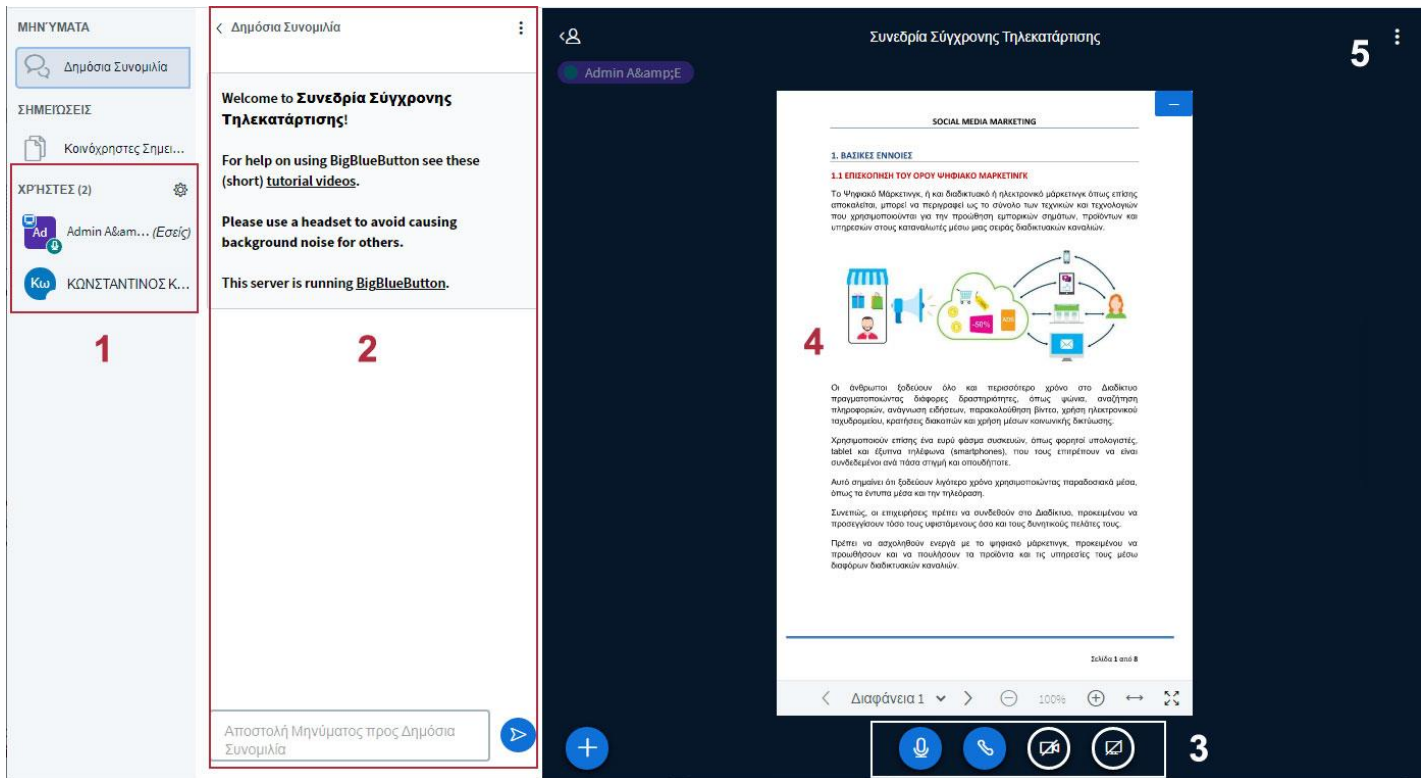 ΜΗΝΎΜΑΤΑ
Δημόσια Συνομιλία
ΣΗΜΕΙΏΣΕΙΣ
Κοινόχρηστες Σημει...
ΧΡΉΣΤΕΣ (2)
Ad
Admin A&am... (Εσείς)
Κω
ΚΩΝΣΤΑΝΤΙΝΟΣ Κ...
1
Δημόσια Συνομιλία
Welcome to Συνεδρία Σύγχρονης
Τηλεκατάρτισης!
For help on using BigBlueButton see these
(short) tutorial videos.
Please use a headset to avoid causing
background noise for others.
This server is running BigBlueButton.
2
Αποστολή Μηνύματος προς Δημόσια
Συνομιλία
Συνεδρία Σύγχρονης Τηλεκατάρτισης
5
Admin A&amp;E
SOCIAL MEDIA MARKETING
1. ΒΑΣΙΚΕΣ ΕΝΝΟΙΕΣ
1.1 ΕΠΙΣΚΟΠΗΣΗ ΤΟΥ ΟΡΟΥ ΨΗΦΙΑΚΟ ΜΑΡΚΕΤΙΝΓΚ
Το Ψηφιακό Μάρκετινγκ, ή και διαδικτυακό ή ηλεκτρονικό μάρκετινγκ όπως επίσης
αποκαλείται, μπορεί να περιγραφεί ως το σύνολο των τεχνικών και τεχνολογιών
που χρησιμοποιούνται για την προώθηση εμπορικών σημάτων, προϊόντων και
υπηρεσιών στους καταναλωτές μέσω μιας σειράς διαδικτυακών καναλιών.
-50%
4
Οι άνθρωποι ξοδεύουν όλο και περισσότερο χρόνο στο Διαδίκτυο
πραγματοποιώντας διάφορες δραστηριότητες, όπως ψώνια, αναζήτηση
πληροφοριών, ανάγνωση ειδήσεων, παρακολούθηση βίντεο, χρήση ηλεκτρονικού
ταχυδρομείου, κρατήσεις διακοπών και χρήση μέσων κοινωνικής δικτύωσης.
Χρησιμοποιούν επίσης ένα ευρύ φάσμα συσκευών, όπως φορητοί υπολογιστές,
tablet και έξυπνα τηλέφωνα (smartphones), που τους επιτρέπουν να είναι
συνδεδεμένοι ανά πάσα στιγμή και οπουδήποτε.
Αυτό σημαίνει ότι ξοδεύουν λιγότερο χρόνο χρησιμοποιώντας παραδοσιακά μέσα,
όπως τα έντυπα μέσα και την τηλεόραση.
Συνεπώς, οι επιχειρήσεις πρέπει να συνδεθούν στο Διαδίκτυο, προκειμένου να
προσεγγίσουν τόσο τους υφιστάμενους όσο και τους δυνητικούς πελάτες τους.
Πρέπει να ασχοληθούν ενεργά με το ψηφιακό μάρκετινγκ, προκειμένου να
προωθήσουν και να πουλήσουν τα προϊόντα και τις υπηρεσίες τους μέσω
διαφόρων διαδικτυακών καναλιών.
Σελίδα 1 από 8
Διαφάνεια 1
100%
3